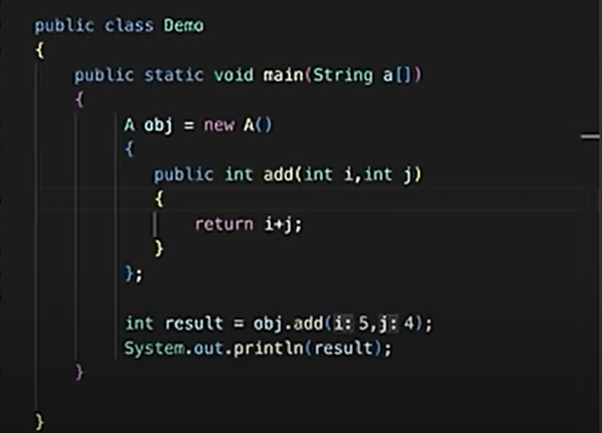 public class Demo
{
public static void main(String a[])
{
A obj = new A()
{
public int add(int i,int j)
{
return i+j;
}
};
int result = obj.add(i: 5,j: 4);
System.out.println(result);
}
}